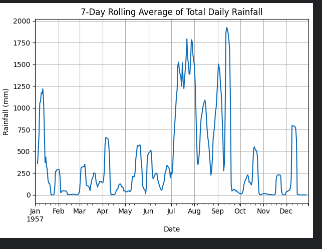 7-Day Rolling Average of Total Daily Rainfall
Rainfall (mm)
2000
1750
1500
1250
1000
750
500
250
0
Jan Feb Mar Apr May Jun Jul Aug Sep Oct Nov Dec
1957
Date